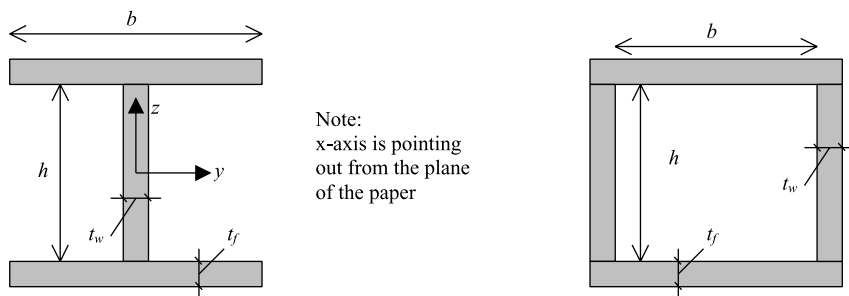 b
z
h
y
t_w
t_f
Note:
x-axis is pointing
out from the plane
of the paper
b
h
t_w
t_f